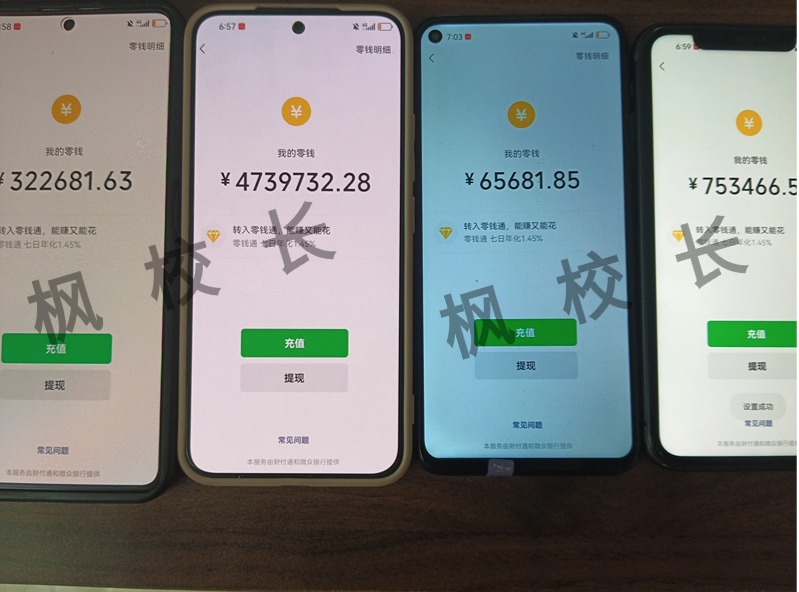 :58
零钱明细
我的零钱
¥322681.63
转入零钱通，能赚又能花
零钱通 七日年化1.45%
充值
提现
常见问题
本服务由财付通和微众银行提供
6:57
零钱明细
我的零钱
¥4739732.28
转入零钱通，能赚又能花
零钱通 七日年化1.45%
充值
提现
常见问题
本服务由财付通和微众银行提供
7:03
零钱明细
我的零钱
¥65681.85
转入零钱通，能赚又能花
零钱通 七日年化1.45%
充值
提现
常见问题
本服务由财付通和微众银行提供
6:59
我的零钱
¥753466.5
转入零钱通，能赚又能花
零钱通 七日年化1.45%
充值
提现
设置成功
常见问题
本服务由财付通和微众银行提
枫校长
枫校长